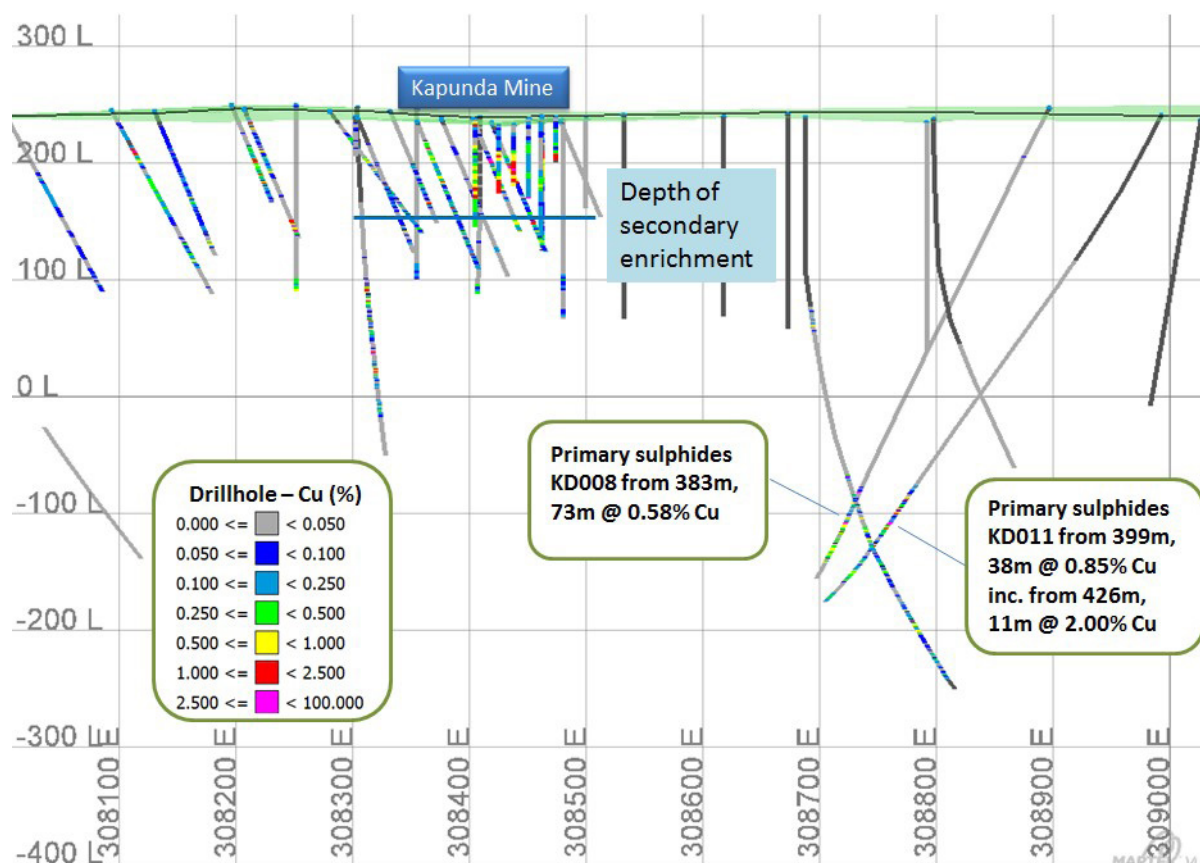 300 L
Kapunda Mine
200 L
Depth of
secondary
enrichment
100 L
0 L
Primary sulphides
KD008 from 383m,
73m @ 0.58% Cu
Primary sulphides
KD011 from 399m,
38m @ 0.85% Cu
inc. from 426m,
11m @ 2.00% Cu
Drillhole – Cu (%)
0.000 <= < 0.050
0.050 <= < 0.100
0.100 <= < 0.250
0.250 <= < 0.500
0.500 <= < 1.000
1.000 <= < 2.500
2.500 <= < 100.000
-100 L
-200 L
-300 L
-400 L
308100 E
308200 E
308300 E
308400 E
308500 E
308600 E
308700 E
308800 E
308900 E
309000 E